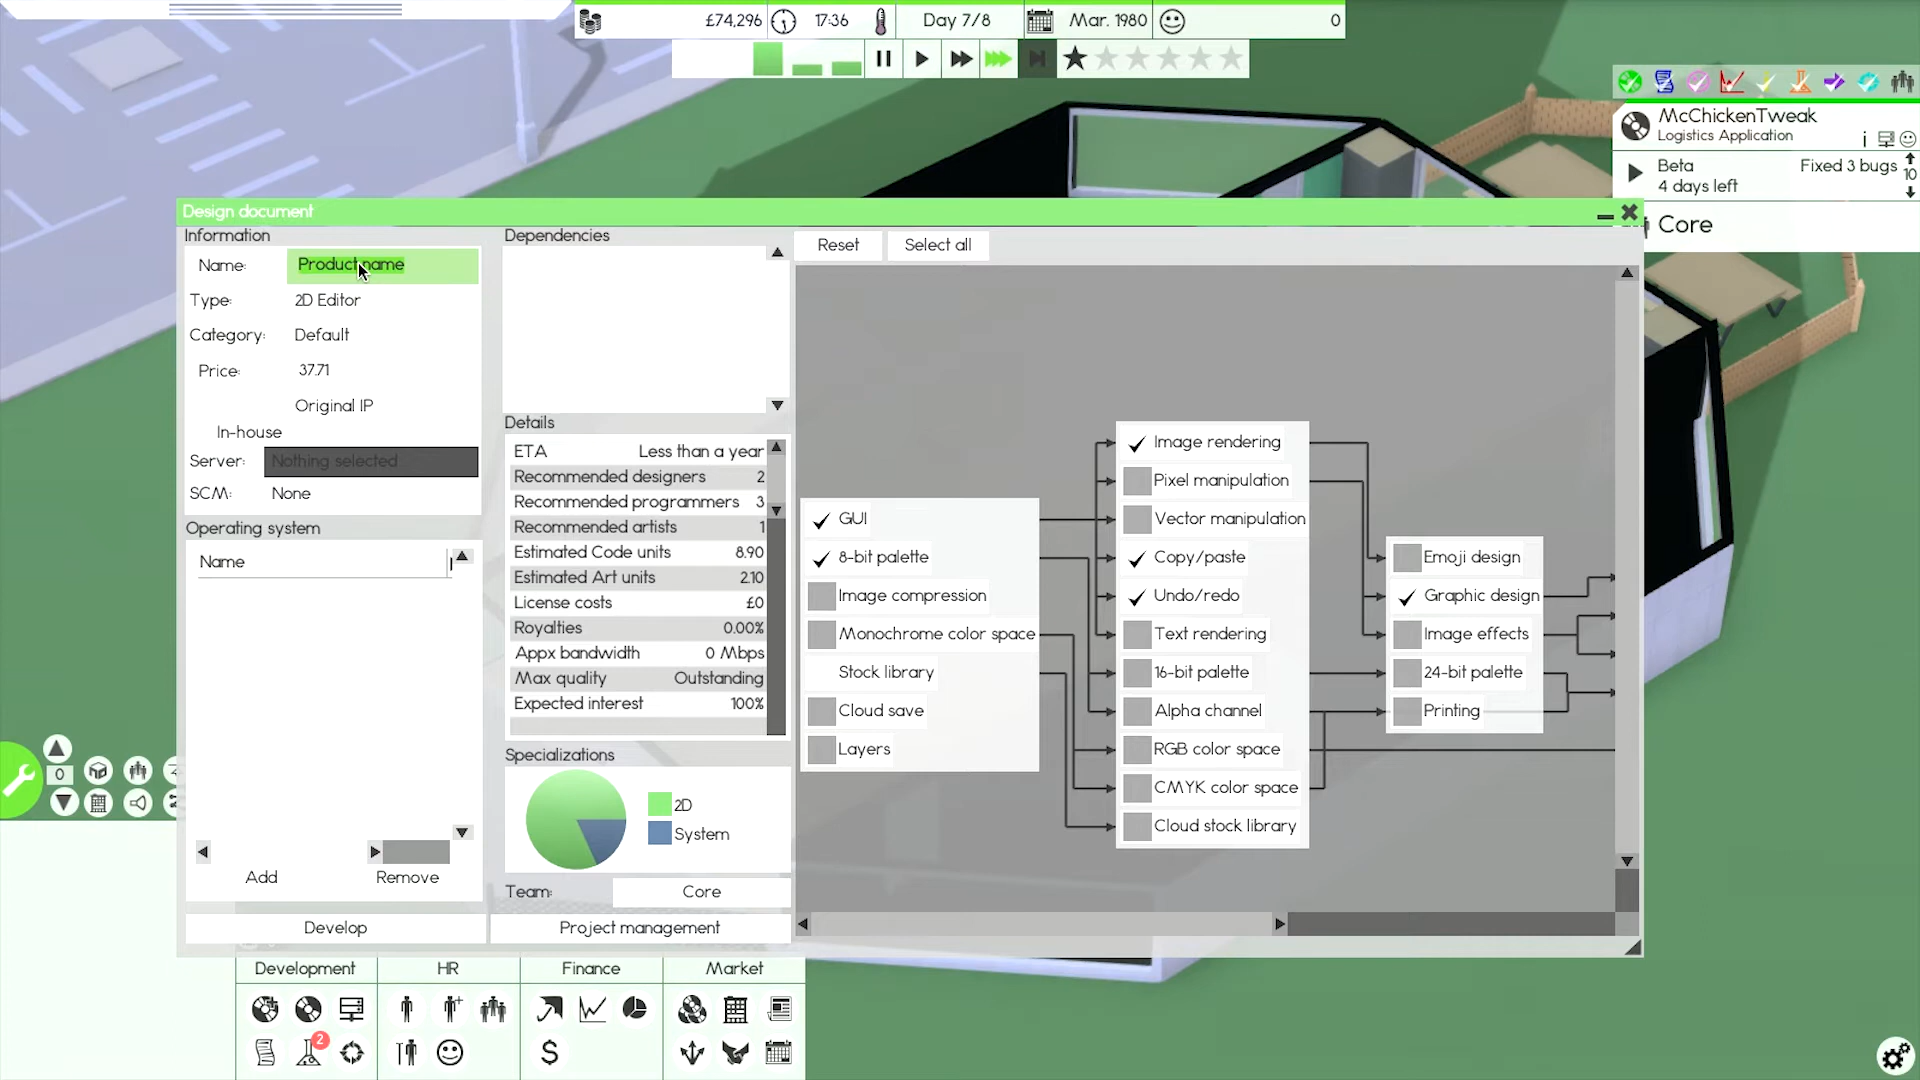 £74,296
17:36
Day 7/8
Mar. 1980
0
McChickenTweak
Logistics Application
Beta
4 days left
Fixed 3 bugs
10
Core
Design document
Information
Name: Product name
Type: 2D Editor
Category: Default
Price: 37.71
Original IP
In-house
Server: Nothing selected
SCM: None
Operating system
Name
Add
Remove
Develop
Dependencies
Details
ETA Less than a year
Recommended designers 2
Recommended programmers 3
Recommended artists 1
Estimated Code units 8.90
Estimated Art units 2.10
License costs £0
Royalties 0.00%
Appx bandwidth 0 Mbps
Max quality Outstanding
Expected interest 100%
Specializations
2D
System
Team: Core
Project management
Reset
Select all
GUI
8-bit palette
Image compression
Monochrome color space
Stock library
Cloud save
Layers
Image rendering
Pixel manipulation
Vector manipulation
Copy/paste
Undo/redo
Text rendering
16-bit palette
Alpha channel
RGB color space
CMYK color space
Cloud stock library
Emoji design
Graphic design
Image effects
24-bit palette
Printing
0
Development
HR
Finance
Market
2